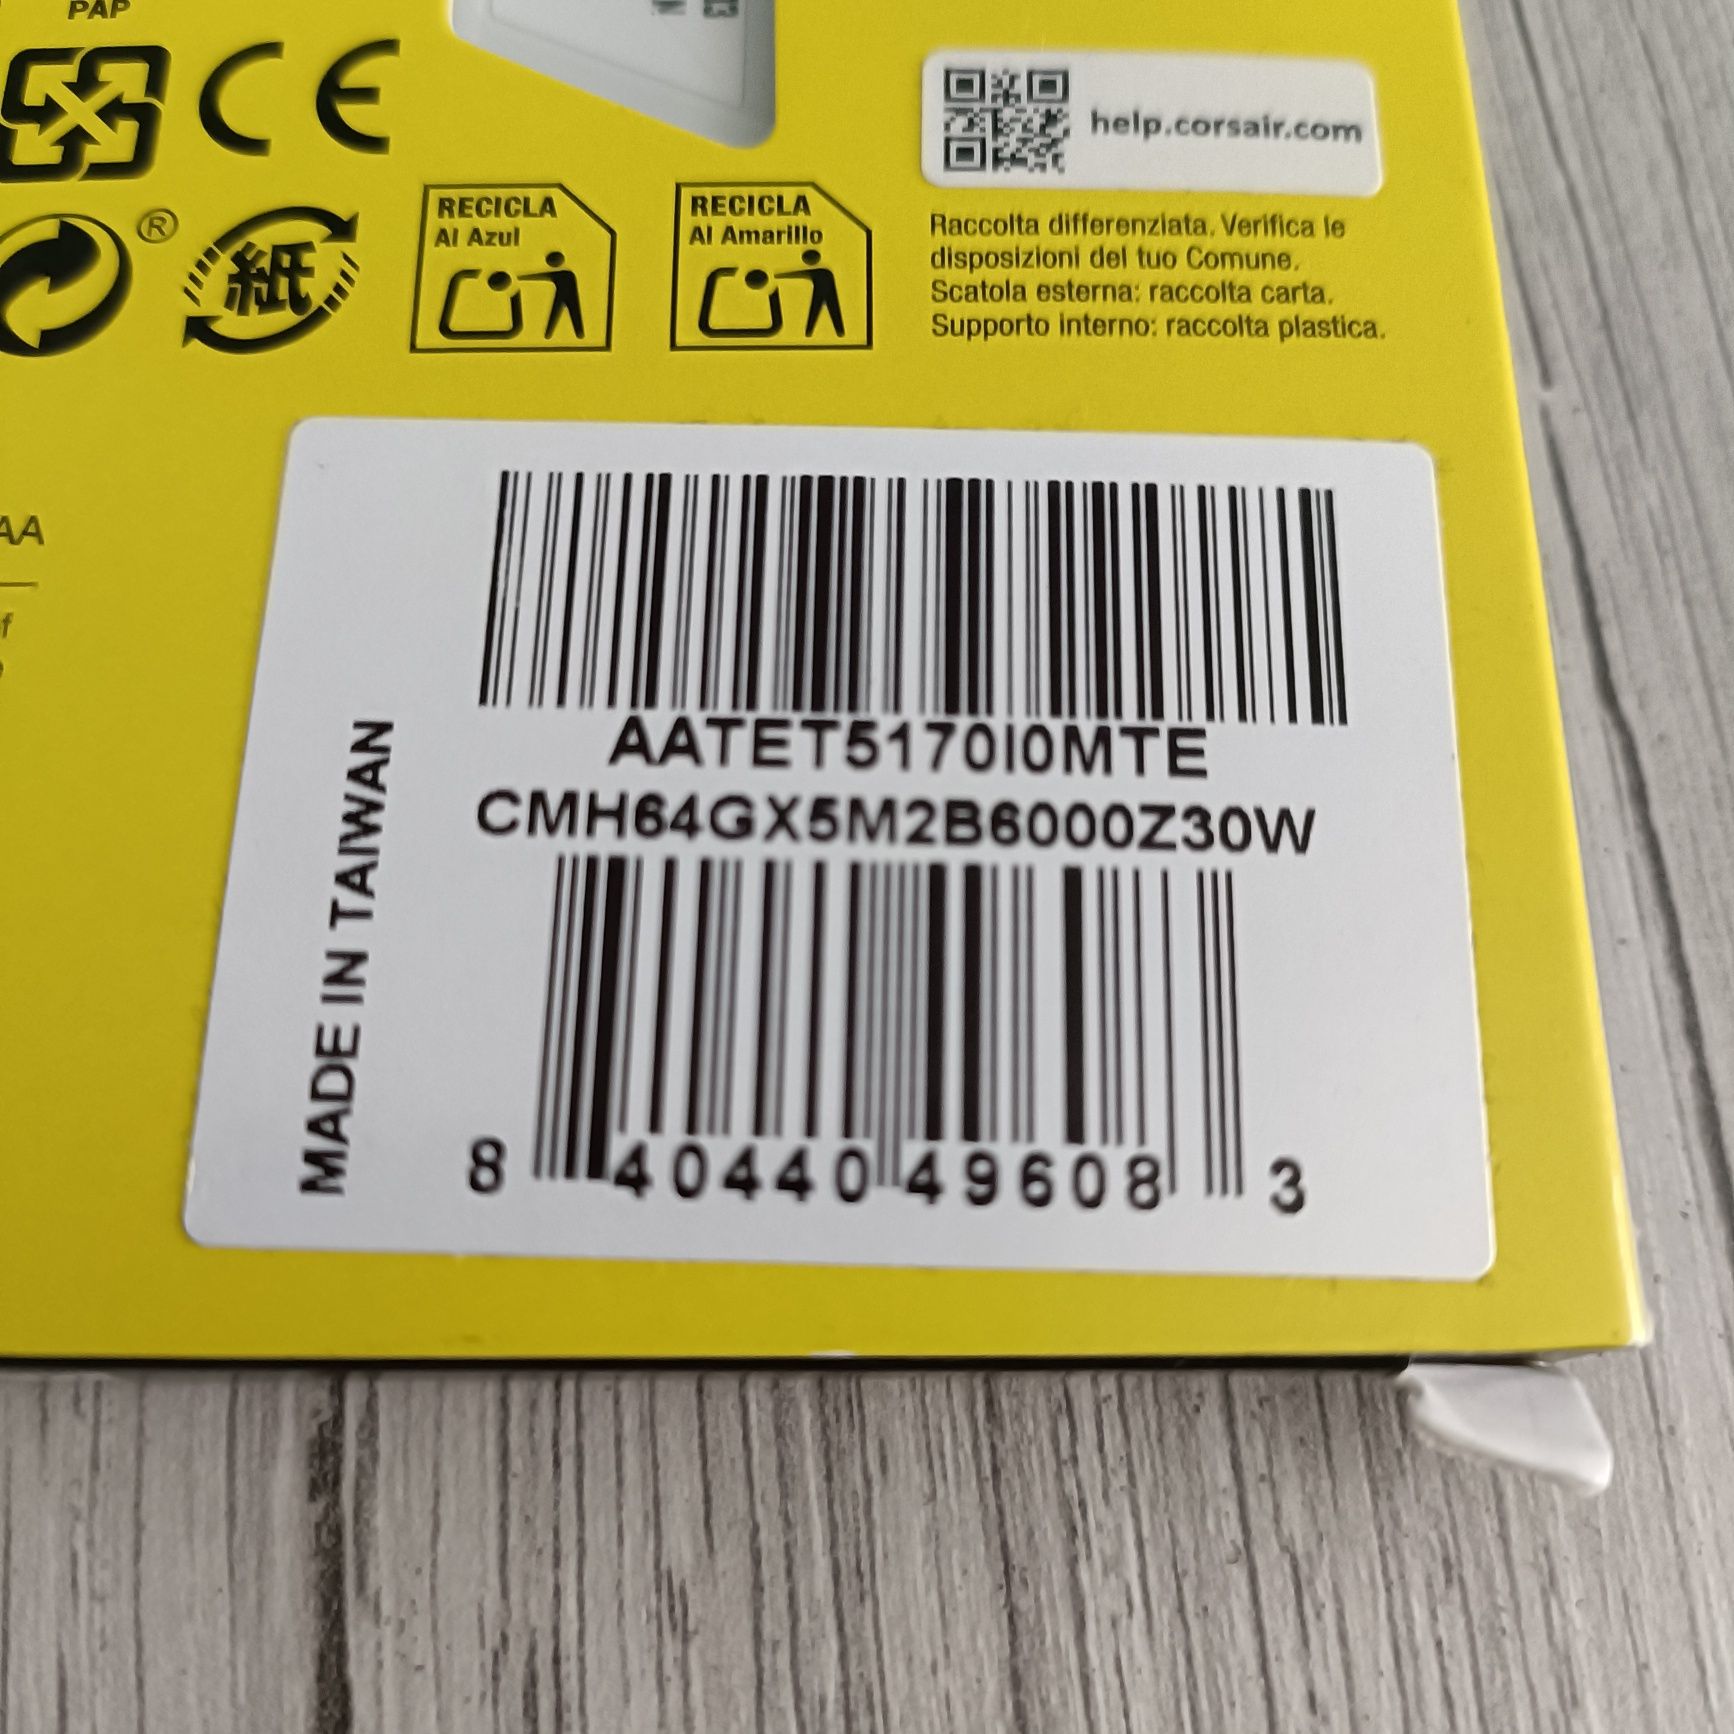 PAP
CE
help.corsair.com
®
紙
RECICLA
Al Azul
RECICLA
Al Amarillo
Raccolta differenziata. Verifica le
disposizioni del tuo Comune.
Scatola esterna: raccolta carta.
Supporto interno: raccolta plastica.
AA
f
MADE IN TAIWAN
AATET5170I0MTE
CMH64GX5M2B6000Z30W
8 40440 49608 3